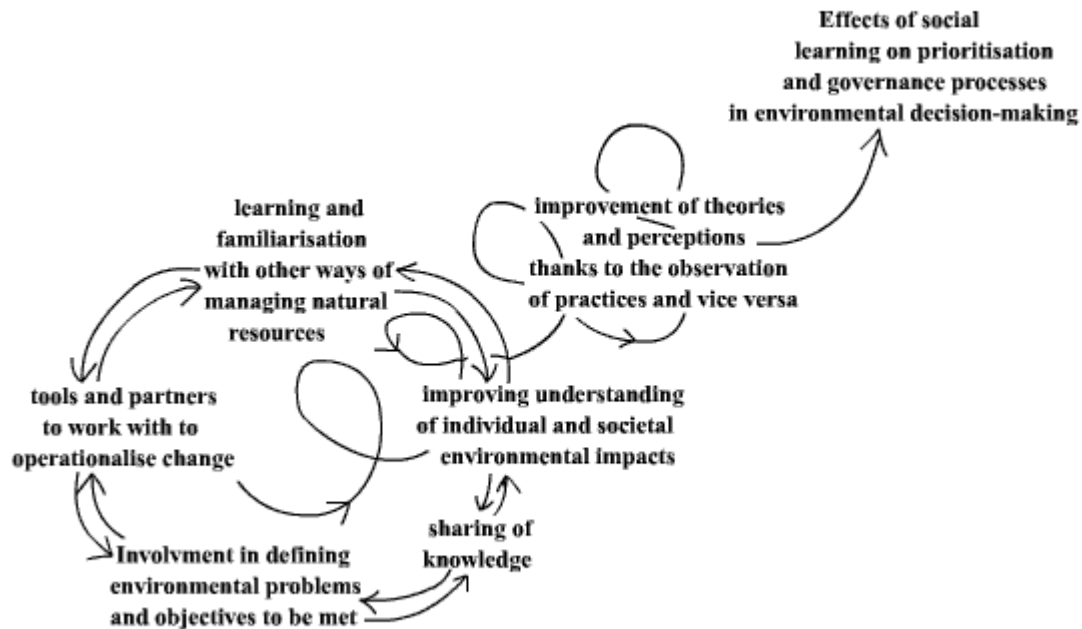 Effects of social
learning on prioritisation
and governance processes
in environmental decision-making
improvement of theories
and perceptions
thanks to the observation
of practices and vice versa
learning and
familiarisation
with other ways of
managing natural
resources
tools and partners
to work with to
operationalise change
improving understanding
of individual and societal
environmental impacts
sharing of
knowledge
Involvment in defining
environmental problems
and objectives to be met